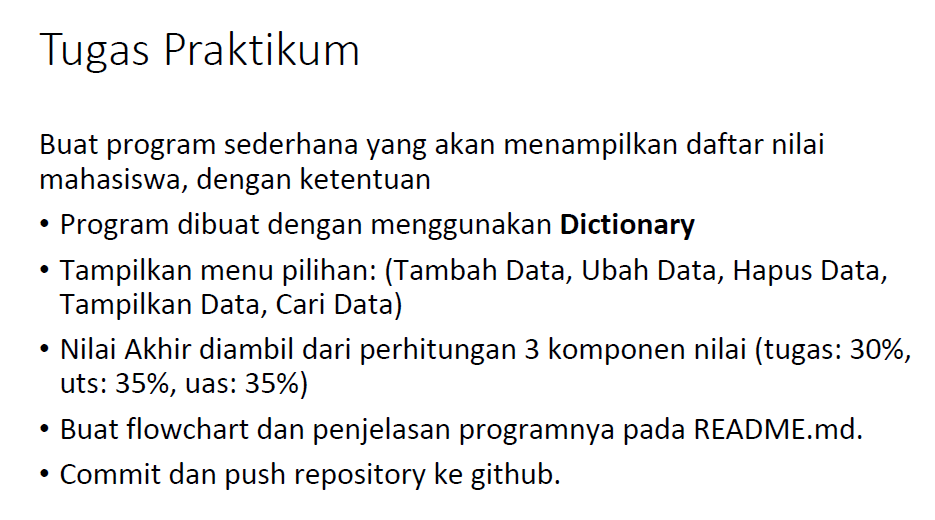 Tugas Praktikum
Buat program sederhana yang akan menampilkan daftar nilai
mahasiswa, dengan ketentuan
• Program dibuat dengan menggunakan Dictionary
• Tampilkan menu pilihan: (Tambah Data, Ubah Data, Hapus Data,
Tampilkan Data, Cari Data)
• Nilai Akhir diambil dari perhitungan 3 komponen nilai (tugas: 30%,
uts: 35%, uas: 35%)
• Buat flowchart dan penjelasan programnya pada README.md.
• Commit dan push repository ke github.